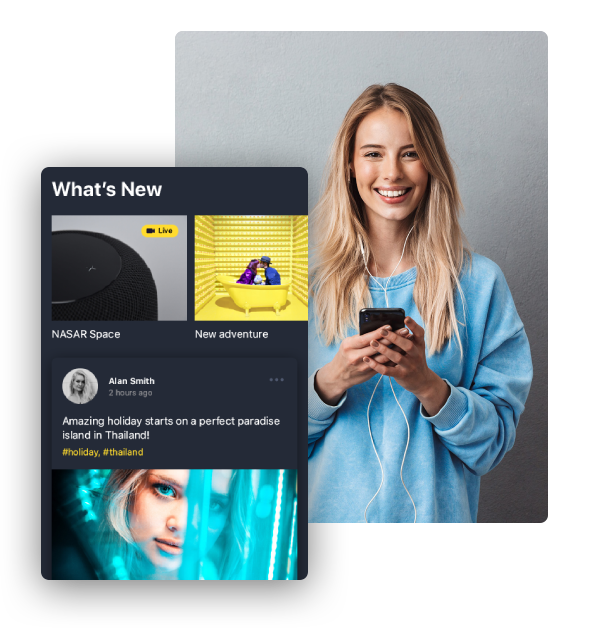 What's New
Live
NASAR Space
New adventure
Alan Smith
2 hours ago
Amazing holiday starts on a perfect paradise
island in Thailand!
#holiday, #thailand